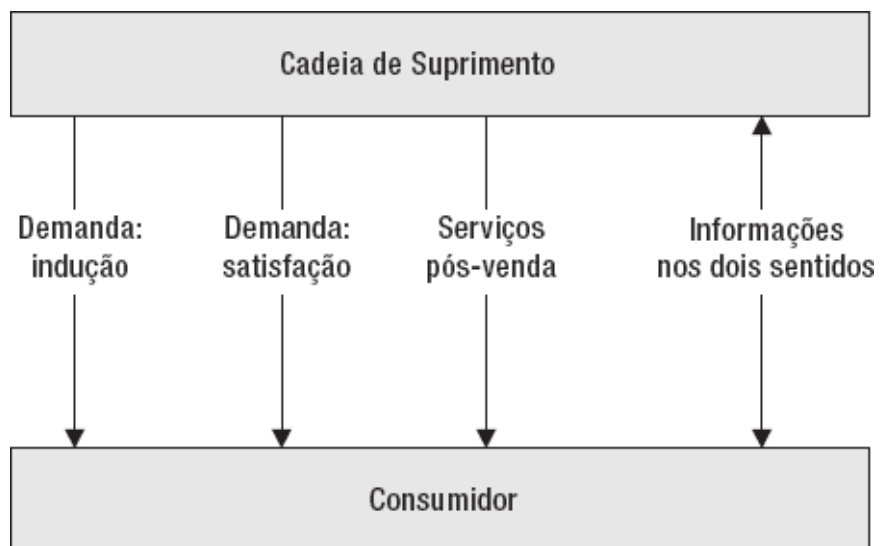 Cadeia de Suprimento
Demanda:
indução
Demanda:
satisfação
Serviços
pós-venda
Informações
nos dois sentidos
Consumidor